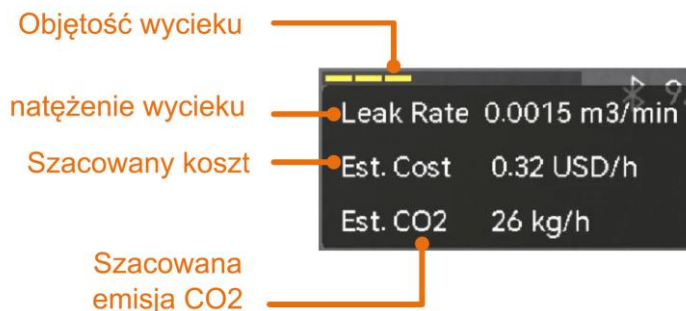 Objętość wycieku
natężenie wycieku
Szacowany koszt
Szacowana
emisja CO2
9.
Leak Rate 0.0015 m3/min
Est. Cost 0.32 USD/h
Est. CO2 26 kg/h